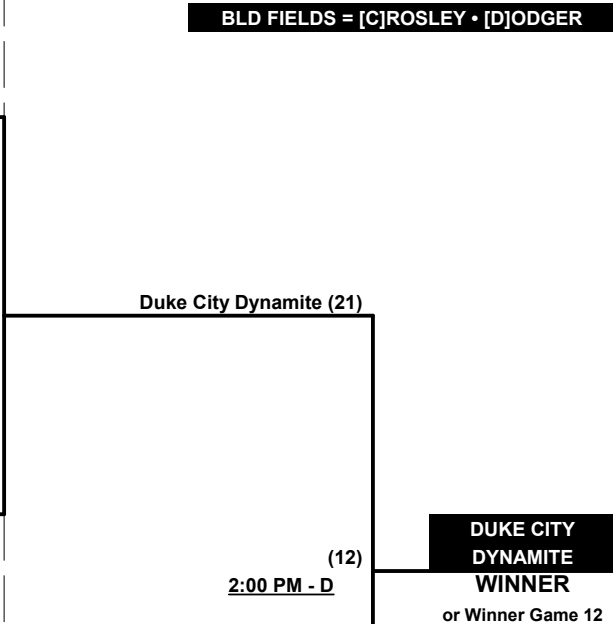 BLD FIELDS = [C]ROSLEY • [D]ODGER
Duke City Dynamite (21)
(12)
2:00 PM - D
DUKE CITY
DYNAMITE
WINNER
or Winner Game 12